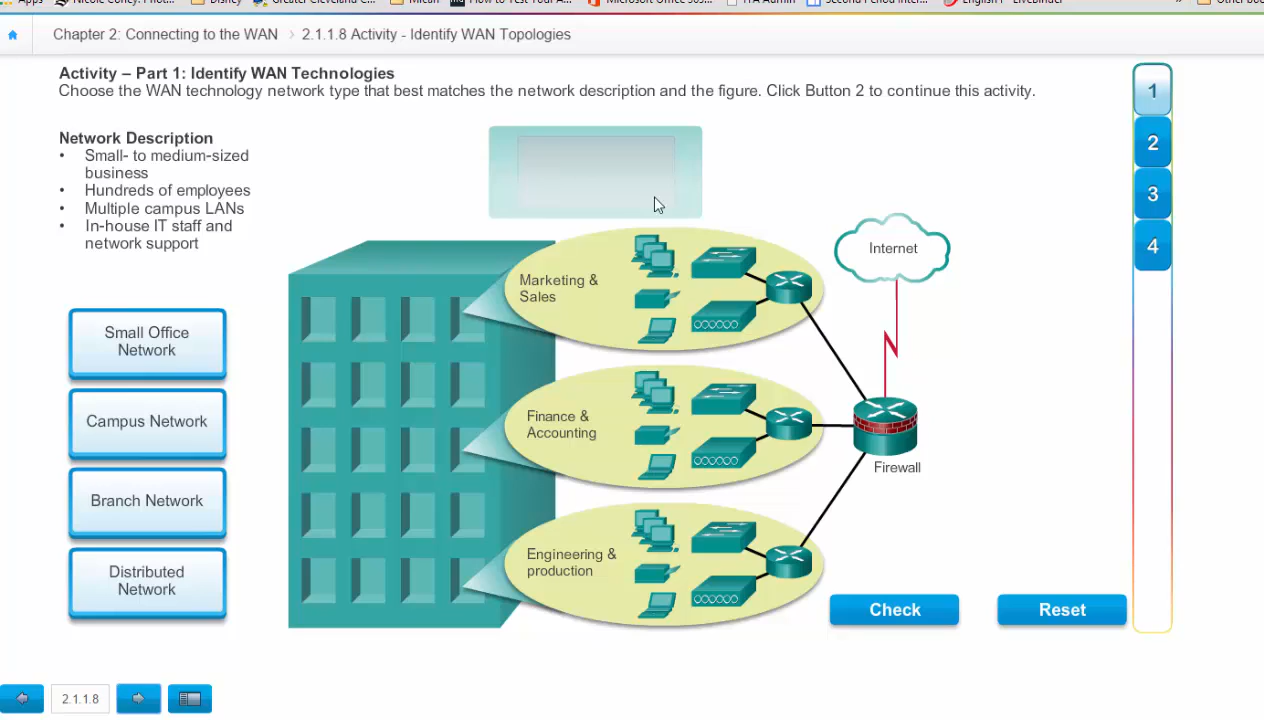 Apps
Disney
Chapter 2: Connecting to the WAN > 2.1.1.8 Activity - Identify WAN Topologies
Activity – Part 1: Identify WAN Technologies
Choose the WAN technology network type that best matches the network description and the figure. Click Button 2 to continue this activity.
Network Description
• Small- to medium-sized
business
• Hundreds of employees
• Multiple campus LANs
• In-house IT staff and
network support
Small Office
Network
Campus Network
Branch Network
Distributed
Network
Marketing &
Sales
Finance &
Accounting
Engineering &
production
Internet
Firewall
Check
Reset
1
2
3
4
2.1.1.8